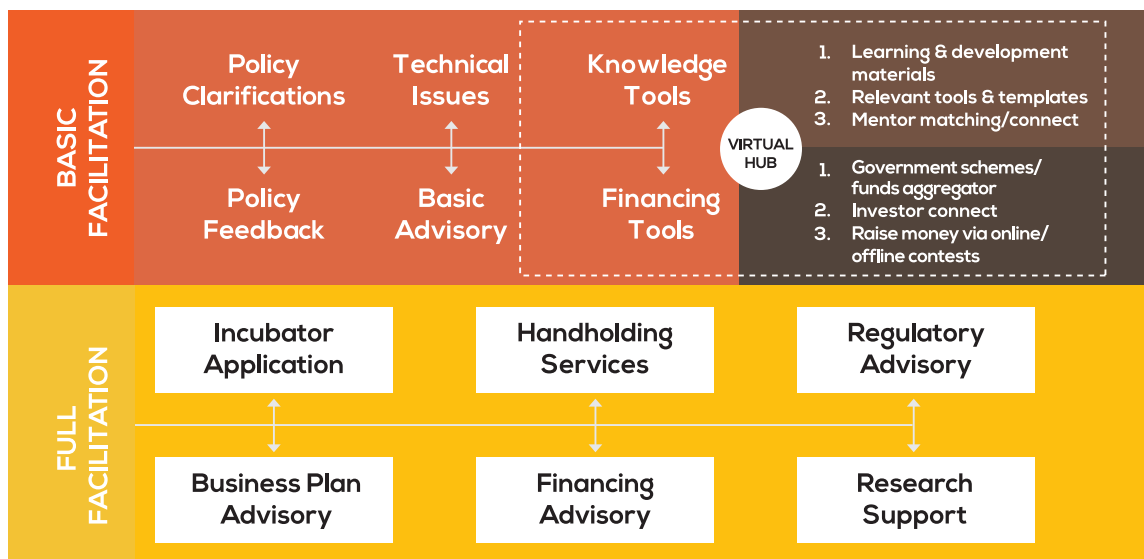 BASIC
FACILITATION
Policy
Clarifications
Technical
Issues
Knowledge
Tools
Policy
Feedback
Basic
Advisory
Financing
Tools
VIRTUAL
HUB
1. Learning & development
materials
2. Relevant tools & templates
3. Mentor matching/connect
1. Government schemes/
funds aggregator
2. Investor connect
3. Raise money via online/
offline contests
FULL
FACILITATION
Incubator
Application
Handholding
Services
Regulatory
Advisory
Business Plan
Advisory
Financing
Advisory
Research
Support